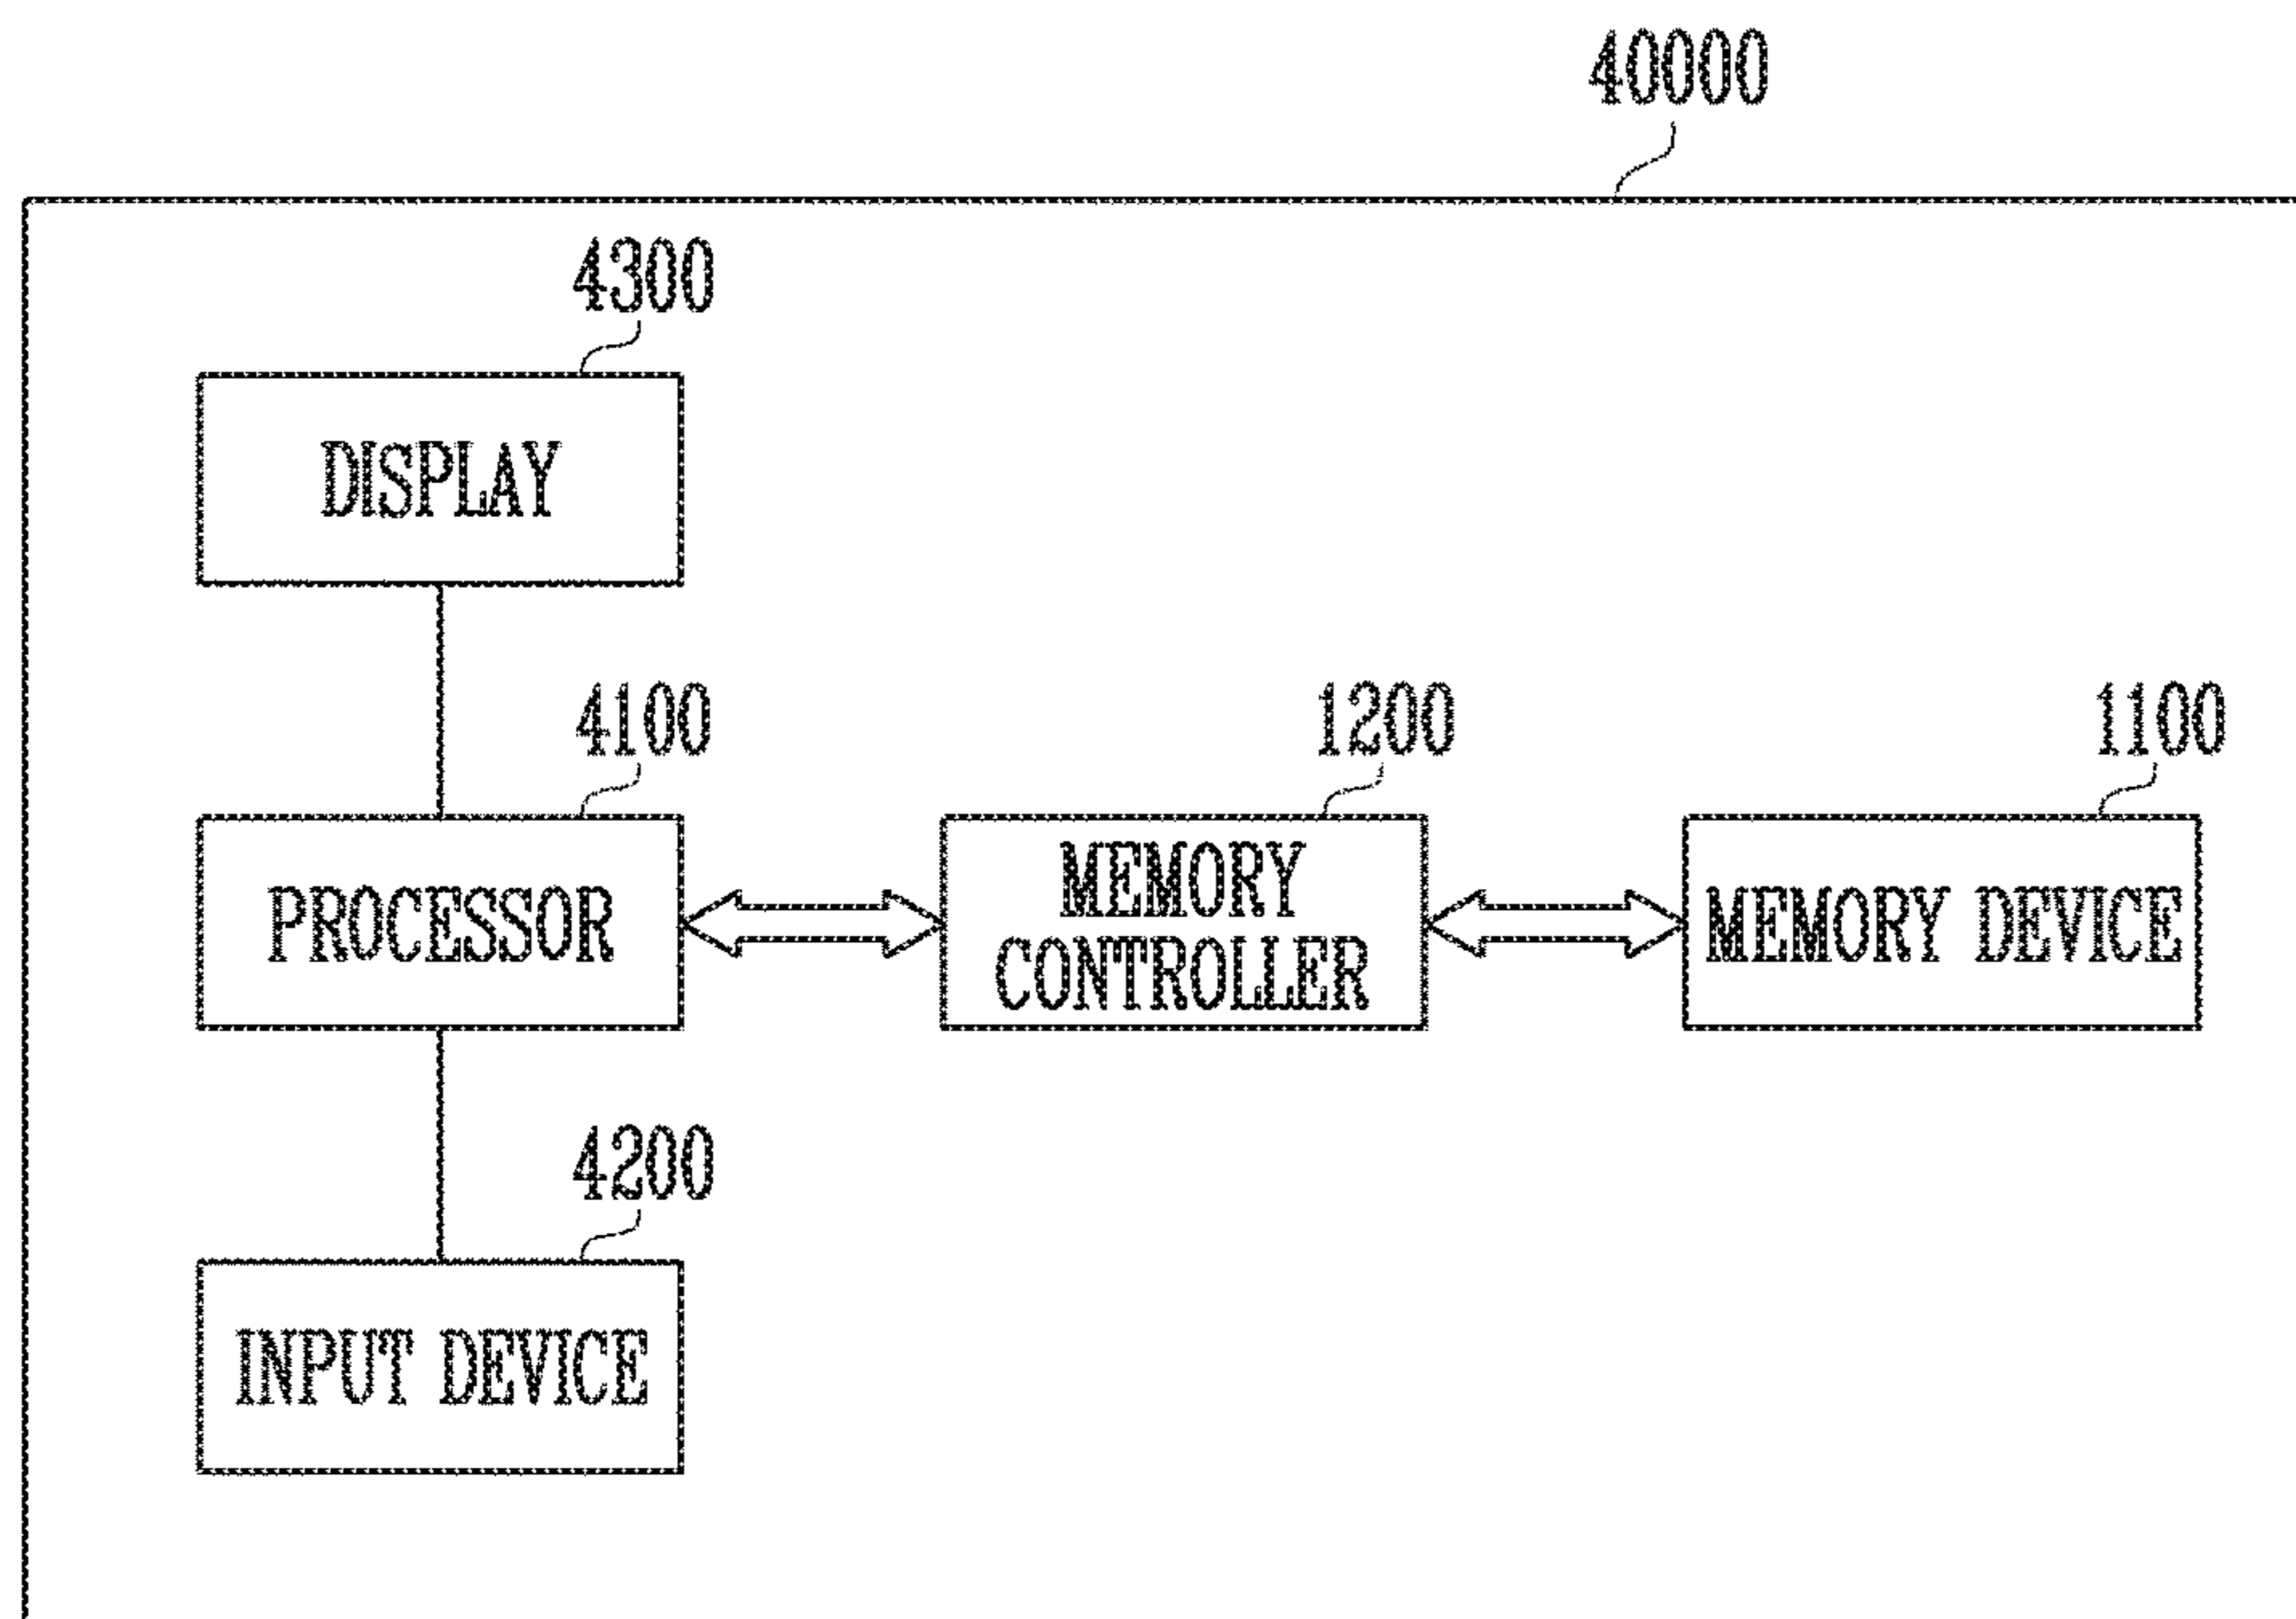 40000
4300
DISPLAY
4100
1200
1100
PROCESSOR
MEMORY
CONTROLLER
MEMORY DEVICE
4200
INPUT DEVICE